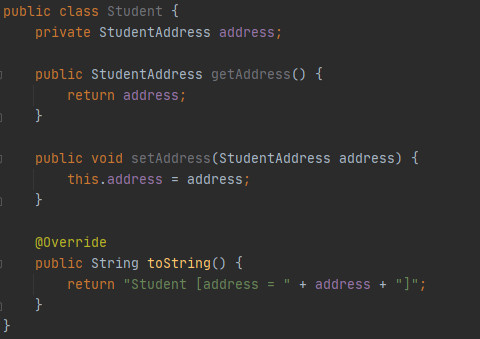 public class Student {
    private StudentAddress address;

    public StudentAddress getAddress() {
        return address;
    }

    public void setAddress(StudentAddress address) {
        this.address = address;
    }

    @Override
    public String toString() {
        return "Student [address = " + address + "]";
    }
}